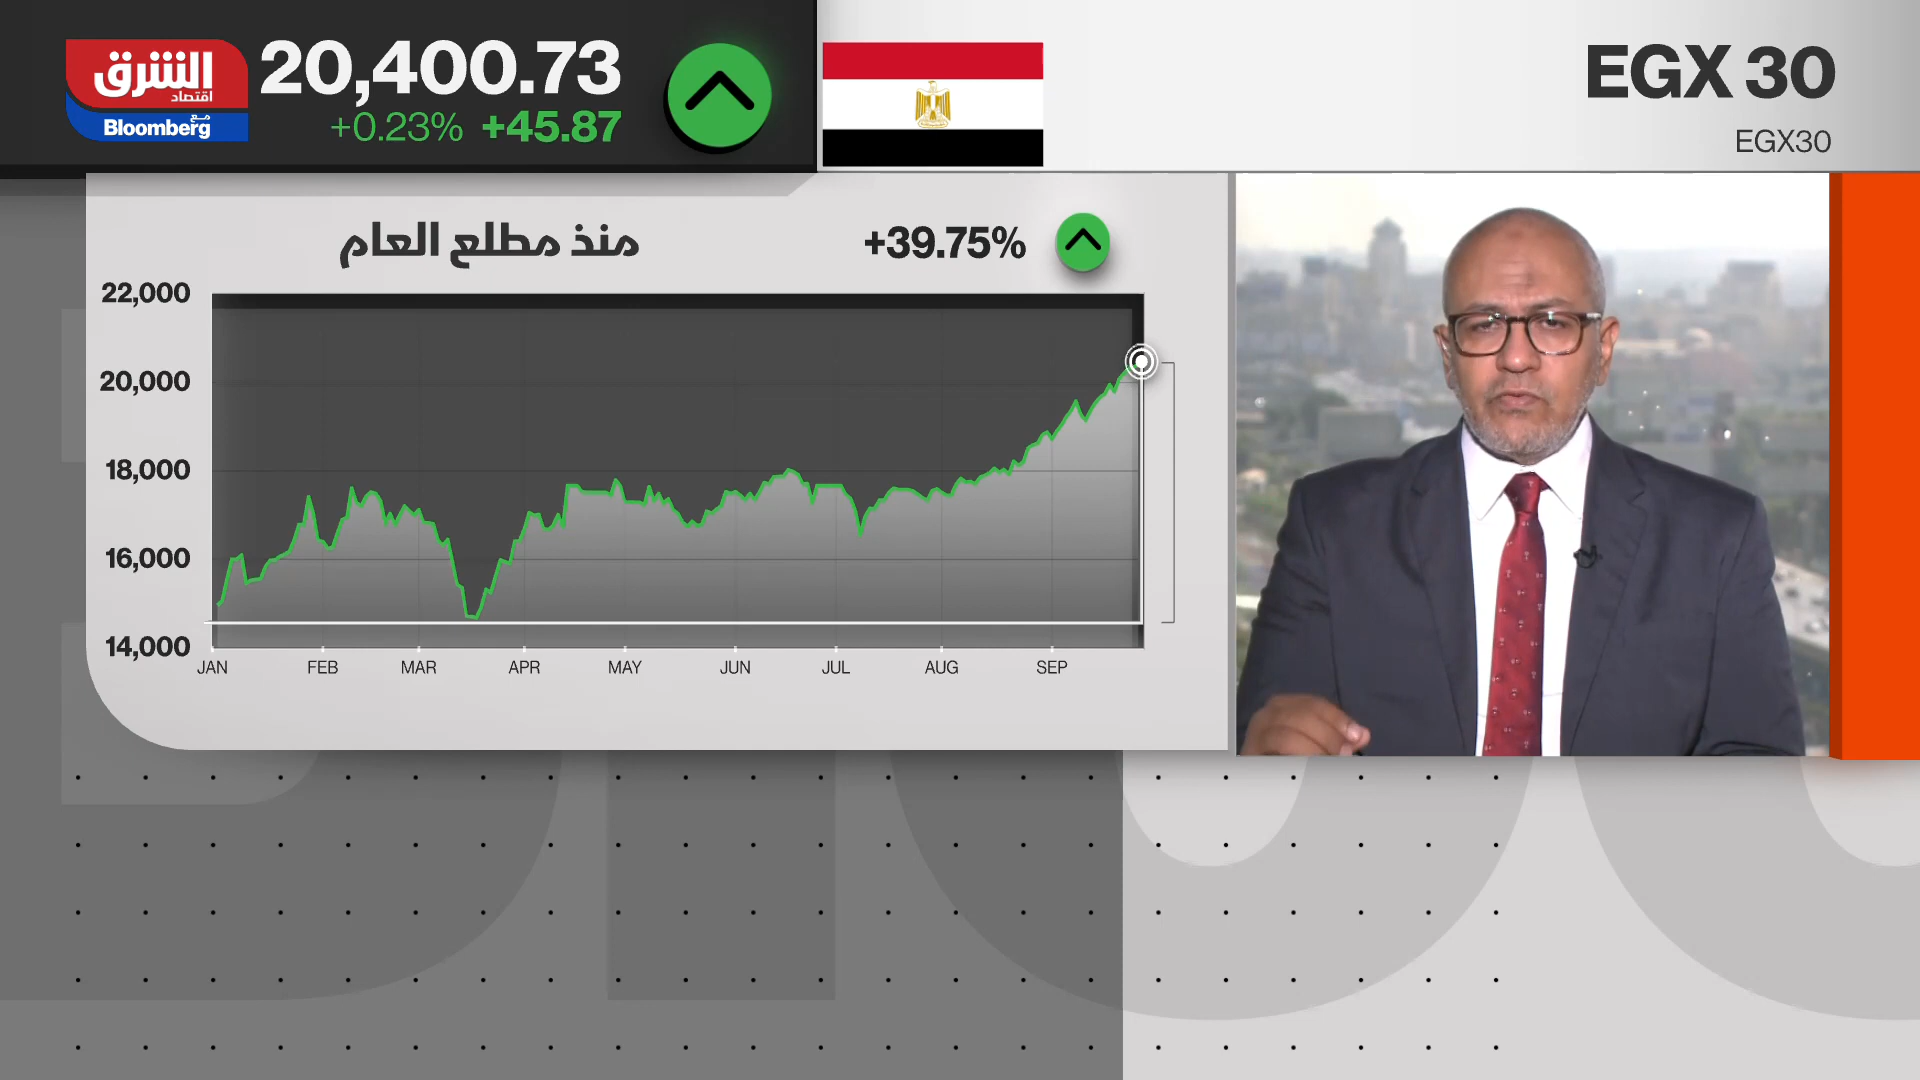 الشرق
اقتصاد
مع
Bloomberg
20,400.73
+0.23% +45.87
EGX 30
EGX30
منذ مطلع العام
+39.75%
22,000
20,000
18,000
16,000
14,000
JAN FEB MAR APR MAY JUN JUL AUG SEP